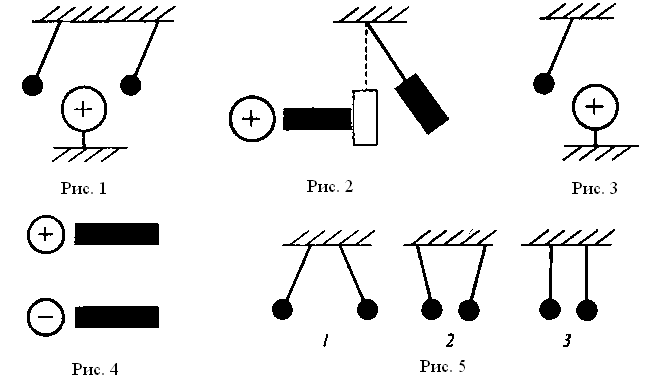 +
+
+
Рис. 1
Рис. 2
Рис. 3
+
−
1
2
3
Рис. 4
Рис. 5